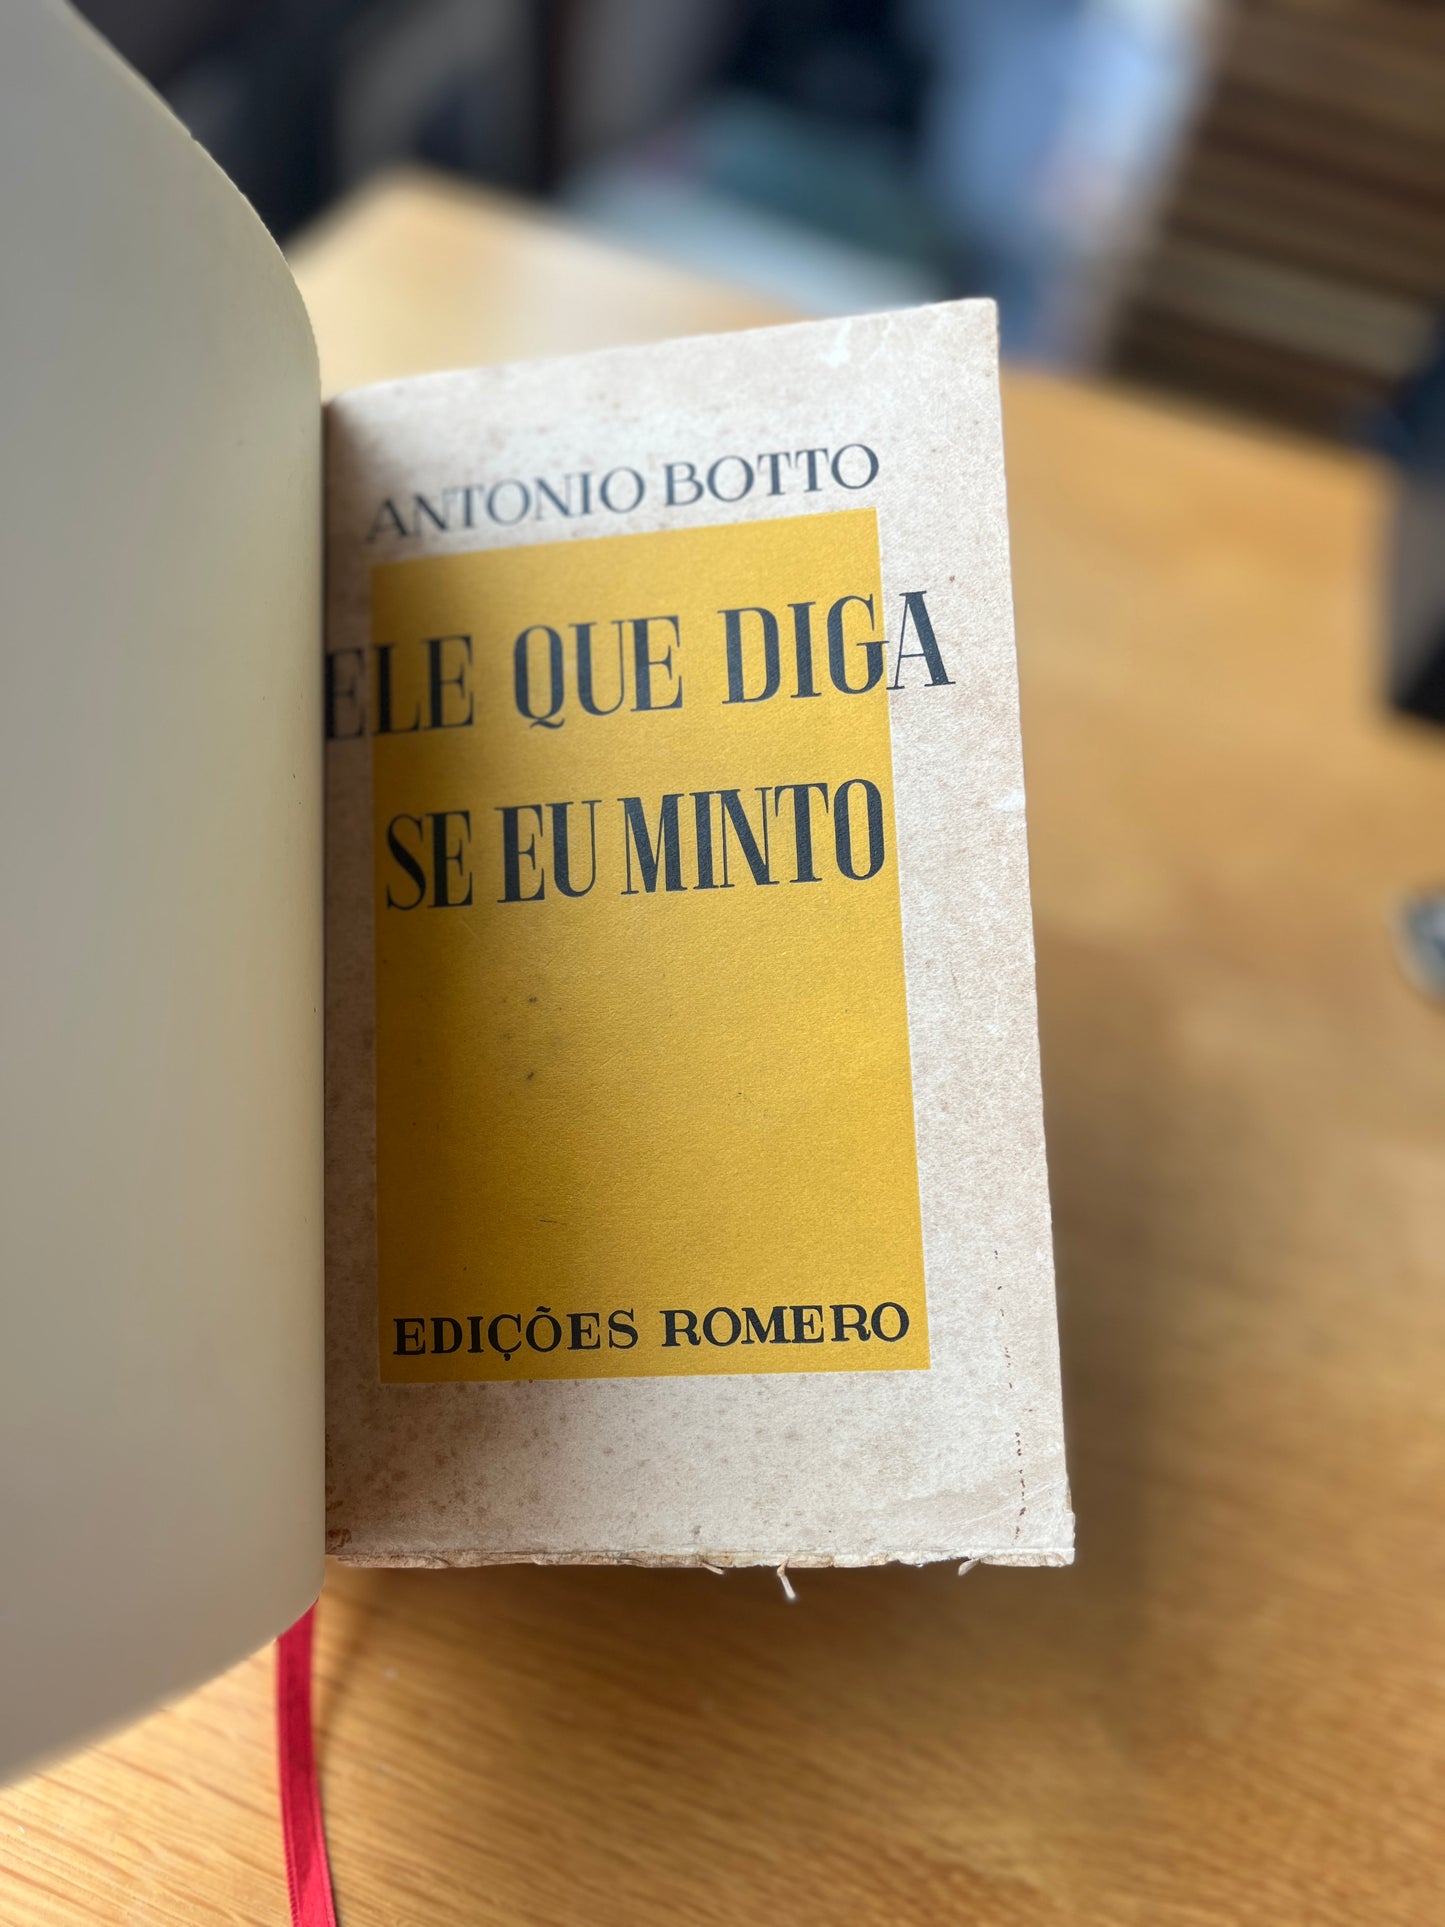 ANTONIO BOTTO
ELE QUE DIGA
SE EU MINTO
EDIÇÕES ROMERO